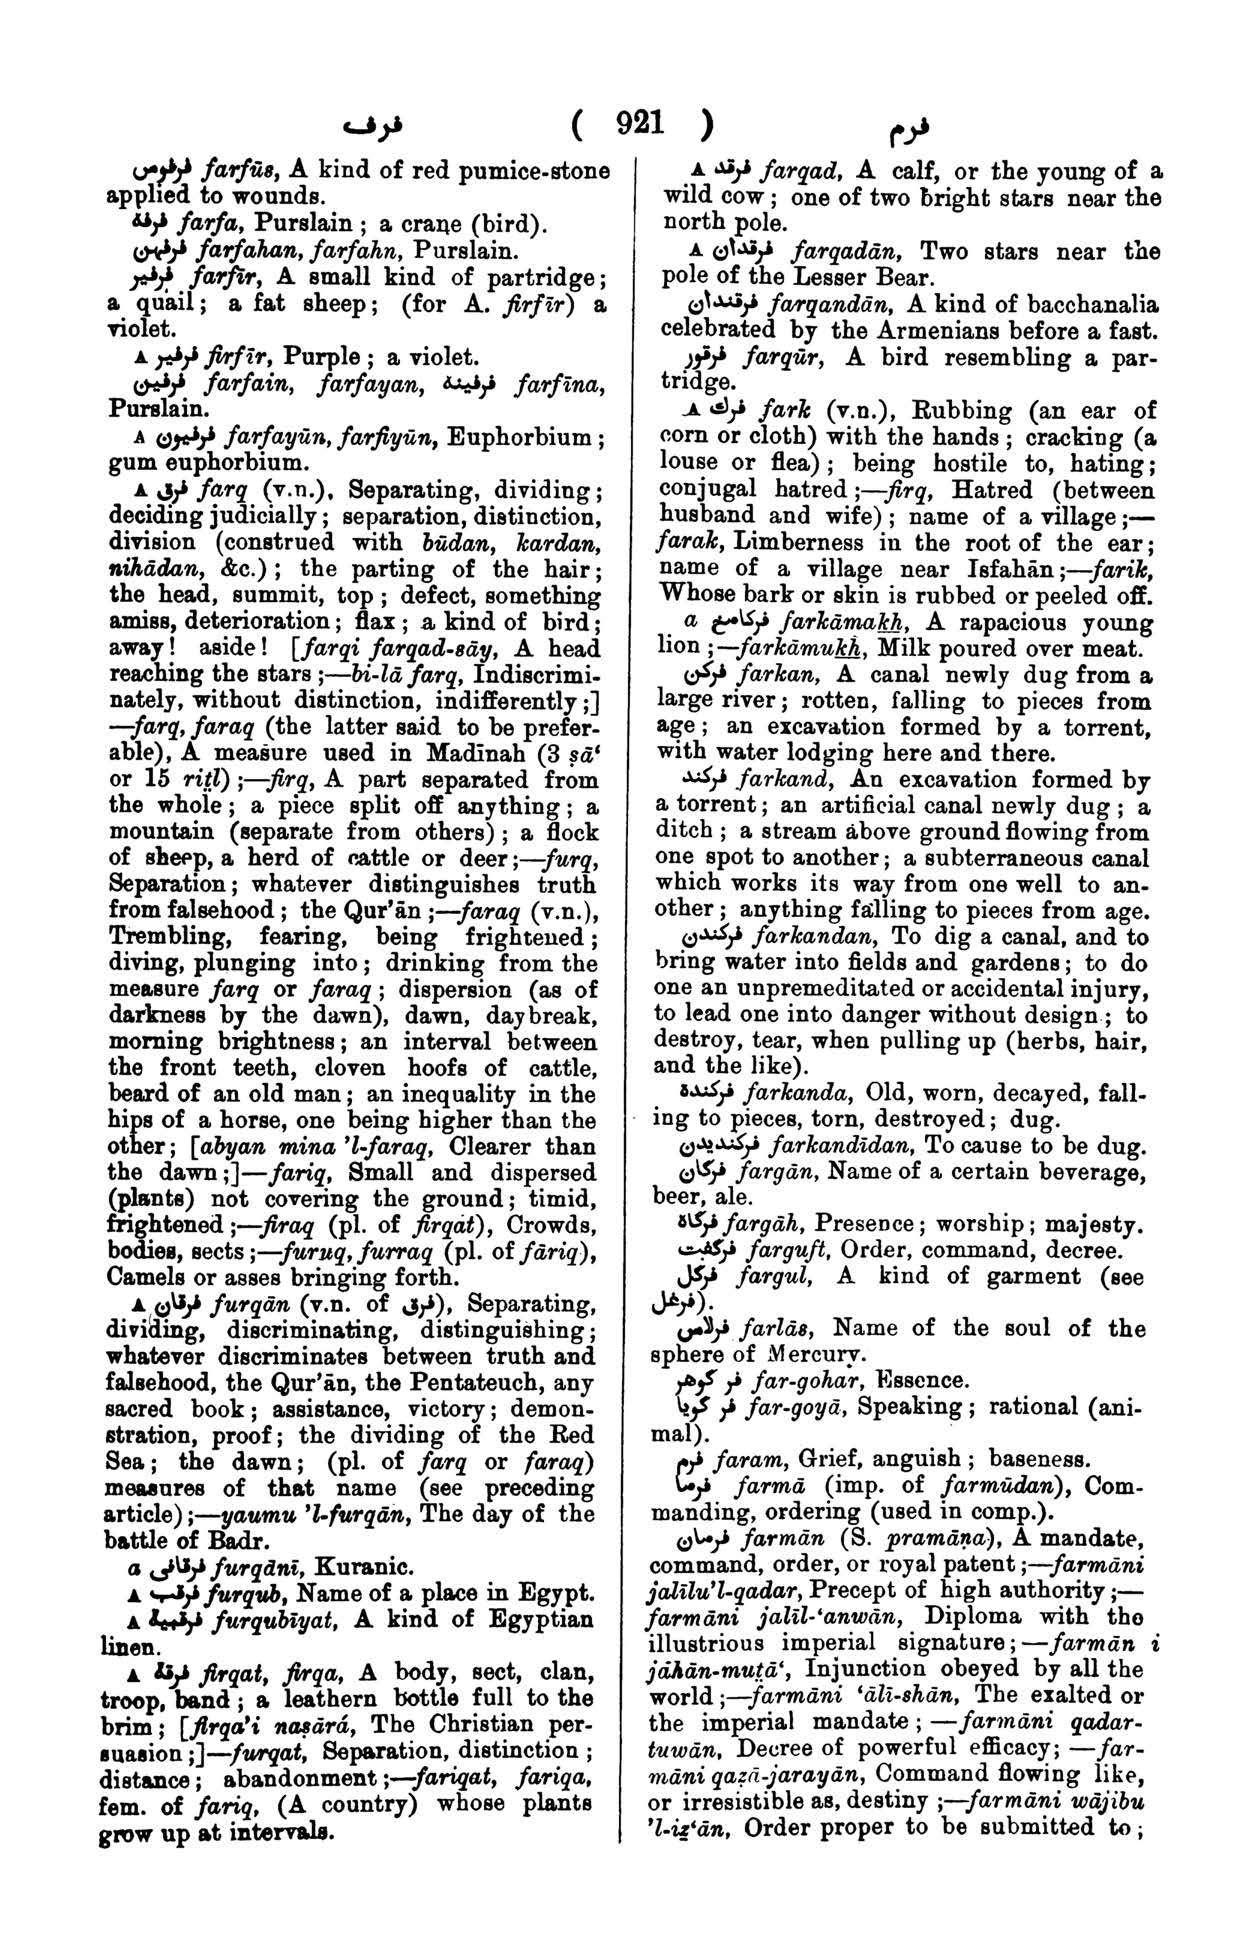 فرف ( 921 ) فرم
فرفوس farfūs, A kind of red pumice-stone
applied to wounds.
فرفة farfa, Purslain ; a crane (bird).
فرفهن farfahan, farfahn, Purslain.
فرفير farfīr, A small kind of partridge;
a quail; a fat sheep; (for A. firfīr) a
violet.
A فرفير firfīr, Purple ; a violet.
فرفين farfain, farfayan, فرفينة farfīna,
Purslain.
A فرفيون farfayūn, farfiyūn, Euphorbium ;
gum euphorbium.
A فرق farq (v.n.), Separating, dividing ;
deciding judicially; separation, distinction,
division (construed with būdan, kardan,
nihādan, &c.) ; the parting of the hair;
the head, summit, top ; defect, something
amiss, deterioration; flax ; a kind of bird;
away! aside! [farqi farqad-sāy, A head
reaching the stars ;—bi-lā farq, Indiscrimi-
nately, without distinction, indifferently ;]
—farq, faraq (the latter said to be prefer-
able), A measure used in Madīnah (3 ṣā‘
or 15 riṭl) ;—firq, A part separated from
the whole ; a piece split off anything ; a
mountain (separate from others) ; a flock
of sheep, a herd of cattle or deer ;—furq,
Separation ; whatever distinguishes truth
from falsehood ; the Qur’ān ;—faraq (v.n.),
Trembling, fearing, being frightened ;
diving, plunging into ; drinking from the
measure farq or faraq ; dispersion (as of
darkness by the dawn), dawn, daybreak,
morning brightness ; an interval between
the front teeth, cloven hoofs of cattle,
beard of an old man; an inequality in the
hips of a horse, one being higher than the
other; [abyan mina ’l-faraq, Clearer than
the dawn ;]—fariq, Small and dispersed
(plants) not covering the ground ; timid,
frightened ;—firaq (pl. of firqat), Crowds,
bodies, sects ;—furuq, furraq (pl. of fāriq),
Camels or asses bringing forth.
A فرقان furqān (v.n. of فرق), Separating,
dividing, discriminating, distinguishing ;
whatever discriminates between truth and
falsehood, the Qur’ān, the Pentateuch, any
sacred book ; assistance, victory ; demon-
stration, proof ; the dividing of the Red
Sea ; the dawn ; (pl. of farq or faraq)
measures of that name (see preceding
article) ;—yaumu ’l-furqān, The day of the
battle of Badr.
a فرقانى furqānī, Kuranic.
A فرقب furqub, Name of a place in Egypt.
A فرقبية furqubīyat, A kind of Egyptian
linen.
A فرقة firqat, firqa, A body, sect, clan,
troop, band ; a leathern bottle full to the
brim ; [firqa’i naṣārá, The Christian per-
suasion ;]—furqat, Separation, distinction ;
distance ; abandonment ;—fariqat, fariqa,
fem. of fariq, (A country) whose plants
grow up at intervals.
A فرقد farqad, A calf, or the young of a
wild cow ; one of two bright stars near the
north pole.
A فرقدان farqadān, Two stars near the
pole of the Lesser Bear.
فرقندان farqandān, A kind of bacchanalia
celebrated by the Armenians before a fast.
فرقور farqūr, A bird resembling a par-
tridge.
A فرك fark (v.n.), Rubbing (an ear of
corn or cloth) with the hands ; cracking (a
louse or flea) ; being hostile to, hating ;
conjugal hatred ;—firq, Hatred (between
husband and wife) ; name of a village ;—
farak, Limberness in the root of the ear ;
name of a village near Isfahān ;—farik,
Whose bark or skin is rubbed or peeled off.
a فركامخ farkāmakh, A rapacious young
lion ;—farkāmukh, Milk poured over meat.
فركن farkan, A canal newly dug from a
large river ; rotten, falling to pieces from
age ; an excavation formed by a torrent,
with water lodging here and there.
فركند farkand, An excavation formed by
a torrent ; an artificial canal newly dug ; a
ditch ; a stream above ground flowing from
one spot to another ; a subterraneous canal
which works its way from one well to an-
other ; anything falling to pieces from age.
فركندن farkandan, To dig a canal, and to
bring water into fields and gardens ; to do
one an unpremeditated or accidental injury,
to lead one into danger without design ; to
destroy, tear, when pulling up (herbs, hair,
and the like).
فركنده farkanda, Old, worn, decayed, fall-
ing to pieces, torn, destroyed ; dug.
فركنديدن farkandīdan, To cause to be dug.
فرگان fargān, Name of a certain beverage,
beer, ale.
فرگاه fargāh, Presence ; worship ; majesty.
فرگفت farguft, Order, command, decree.
فرگل fargul, A kind of garment (see
فرغل).
فرلاس farlās, Name of the soul of the
sphere of Mercury.
فر گوهر far-gohar, Essence.
فر گويا far-goyā, Speaking ; rational (ani-
mal).
فرم faram, Grief, anguish ; baseness.
فرما farmā (imp. of farmūdan), Com-
manding, ordering (used in comp.).
فرمان farmān (S. pramāṇa), A mandate,
command, order, or royal patent ;—farmāni
jalīlu’l-qadar, Precept of high authority ;—
farmāni jalīl-‘anwān, Diploma with the
illustrious imperial signature ;—farmān i
jahān-muṭā‘, Injunction obeyed by all the
world ;—farmāni ‘ālī-shān, The exalted or
the imperial mandate ; —farmāni qadar-
tuwān, Decree of powerful efficacy ; —far-
māni qaẓā-jarayān, Command flowing like,
or irresistible as, destiny ;—farmāni wājibu
’l-iẕ‘ān, Order proper to be submitted to ;